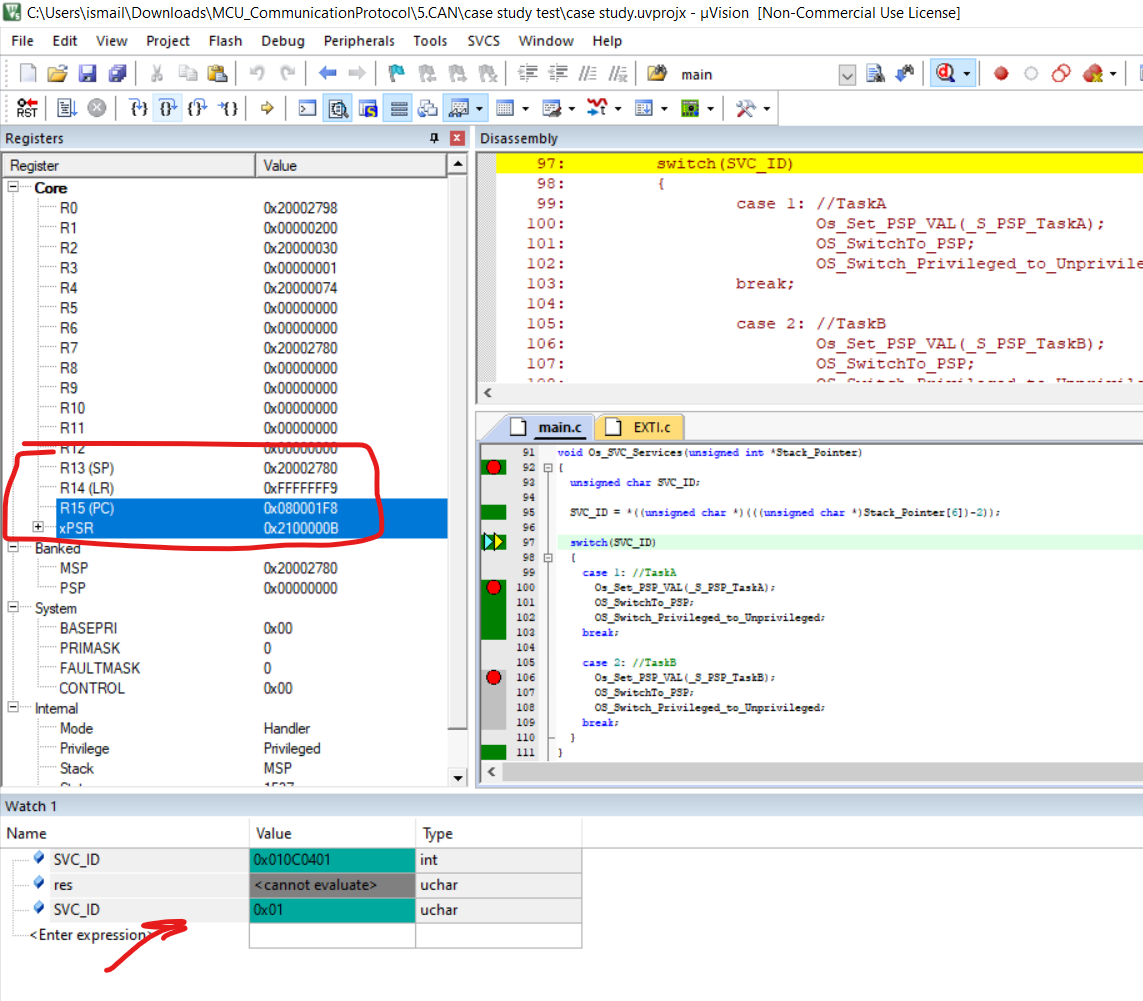 C:\Users\ismail\Downloads\MCU_CommunicationProtocol\5.CAN\case study test\case study.uvprojx - µVision  [Non-Commercial Use License]
File Edit View Project Flash Debug Peripherals Tools SVCS Window Help
main
RST
Registers
Register Value
Core
R0 0x20002798
R1 0x00000200
R2 0x20000030
R3 0x00000001
R4 0x20000074
R5 0x00000000
R6 0x00000000
R7 0x20002780
R8 0x00000000
R9 0x00000000
R10 0x00000000
R11 0x00000000
R12 0x00000000
R13 (SP) 0x20002780
R14 (LR) 0xFFFFFFF9
R15 (PC) 0x080001F8
xPSR 0x2100000B
Banked
MSP 0x20002780
PSP 0x00000000
System
BASEPRI 0x00
PRIMASK 0
FAULTMASK 0
CONTROL 0x00
Internal
Mode Handler
Privilege Privileged
Stack MSP
Disassembly
97: switch(SVC_ID)
98: {
99: case 1: //TaskA
100: Os_Set_PSP_VAL(_S_PSP_TaskA);
101: OS_SwitchTo_PSP;
102: OS_Switch_Privileged_to_Unprivile
103: break;
104:
105: case 2: //TaskB
106: Os_Set_PSP_VAL(_S_PSP_TaskB);
107: OS_SwitchTo_PSP;
main.c EXTI.c
91 void Os_SVC_Services(unsigned int *Stack_Pointer)
92 {
93 unsigned char SVC_ID;
94
95 SVC_ID = *((unsigned char *)(((unsigned char *)Stack_Pointer[6])-2));
96
97 switch(SVC_ID)
98 {
99 case 1: //TaskA
100 Os_Set_PSP_VAL(_S_PSP_TaskA);
101 OS_SwitchTo_PSP;
102 OS_Switch_Privileged_to_Unprivileged;
103 break;
104
105 case 2: //TaskB
106 Os_Set_PSP_VAL(_S_PSP_TaskB);
107 OS_SwitchTo_PSP;
108 OS_Switch_Privileged_to_Unprivileged;
109 break;
110 }
111 }
Watch 1
Name Value Type
SVC_ID 0x010C0401 int
res <cannot evaluate> uchar
SVC_ID 0x01 uchar
<Enter expression>